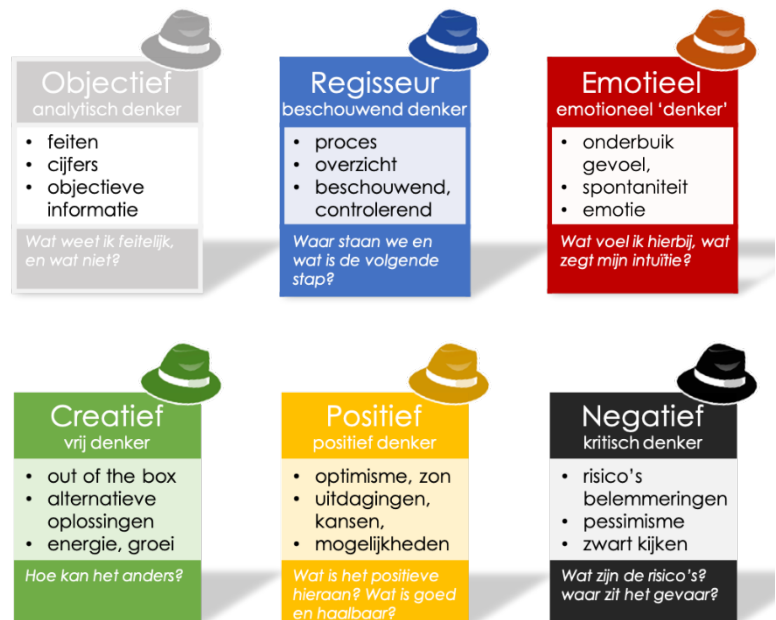 Objectief
analytisch denker
• feiten
• cijfers
• objectieve
informatie
Wat weet ik feitelijk,
en wat niet?
Regisseur
beschouwend denker
• proces
• overzicht
• beschouwend,
controlerend
Waar staan we en
wat is de volgende
stap?
Emotieel
emotioneel ‘denker’
• onderbuik
gevoel,
• spontaniteit
• emotie
Wat voel ik hierbij, wat
zegt mijn intuïtie?
Creatief
vrij denker
• out of the box
• alternatieve
oplossingen
• energie, groei
Hoe kan het anders?
Positief
positief denker
• optimisme, zon
• uitdagingen,
kansen,
• mogelijkheden
Wat is het positieve
hieraan? Wat is goed
en haalbaar?
Negatief
kritisch denker
• risico’s
belemmeringen
• pessimisme
• zwart kijken
Wat zijn de risico’s?
waar zit het gevaar?